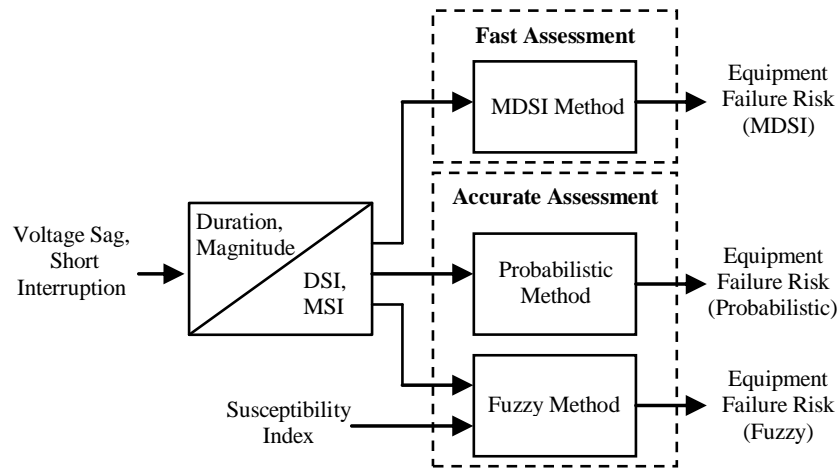 Fast Assessment
MDSI Method
Equipment
Failure Risk
(MDSI)
Accurate Assessment
Voltage Sag,
Short
Interruption
Duration,
Magnitude
DSI,
MSI
Probabilistic
Method
Equipment
Failure Risk
(Probabilistic)
Susceptibility
Index
Fuzzy Method
Equipment
Failure Risk
(Fuzzy)